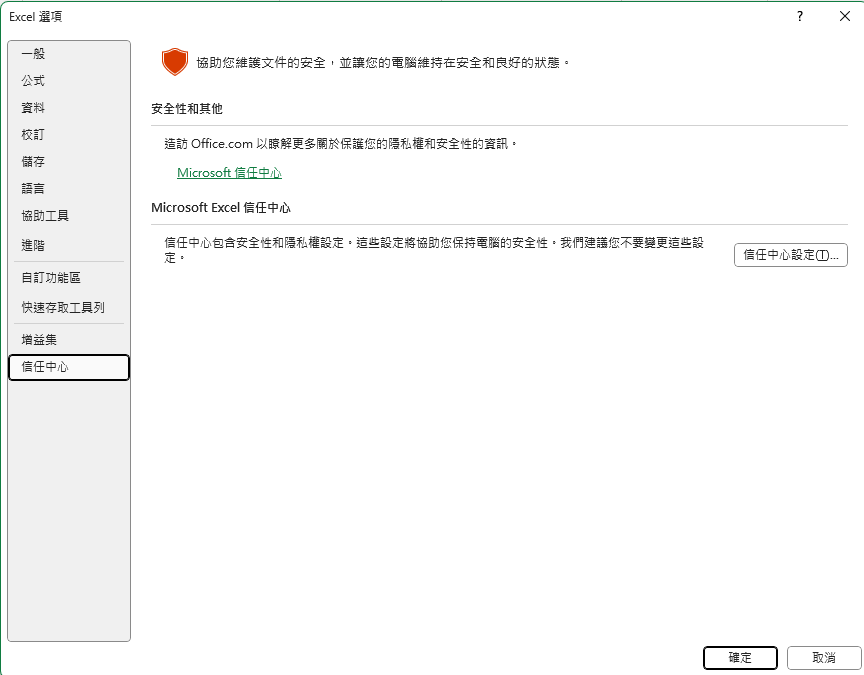 Excel 選項
?
一般
公式
資料
校訂
儲存
語言
協助工具
進階
自訂功能區
快速存取工具列
增益集
信任中心
協助您維護文件的安全，並讓您的電腦維持在安全和良好的狀態。
安全性和其他
造訪 Office.com 以瞭解更多關於保護您的隱私權和安全性的資訊。
Microsoft 信任中心
Microsoft Excel 信任中心
信任中心包含安全性和隱私權設定。這些設定將協助您保持電腦的安全性。我們建議您不要變更這些設
定。
信任中心設定(T)...
確定
取消